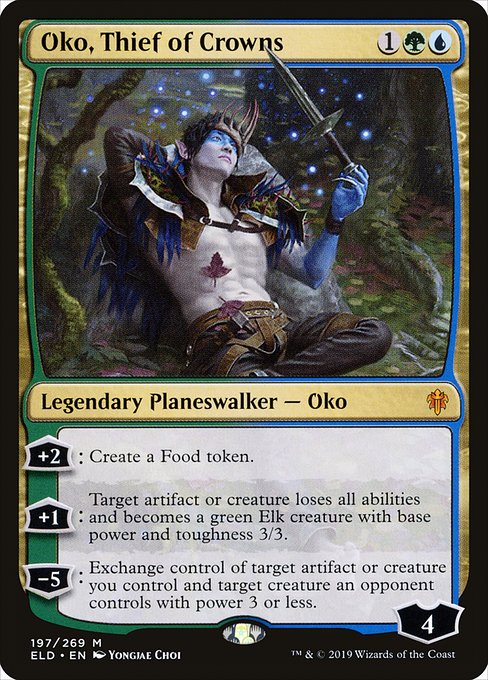 Oko, Thief of Crowns 1
Legendary Planeswalker — Oko
+2 : Create a Food token.
Target artifact or creature loses all abilities
+1 : and becomes a green Elk creature with base
power and toughness 3/3.
Exchange control of target artifact or creature
-5 : you control and target creature an opponent
controls with power 3 or less.
4
197/269 M
ELD • EN Yongjae Choi ™ & © 2019 Wizards of the Coast